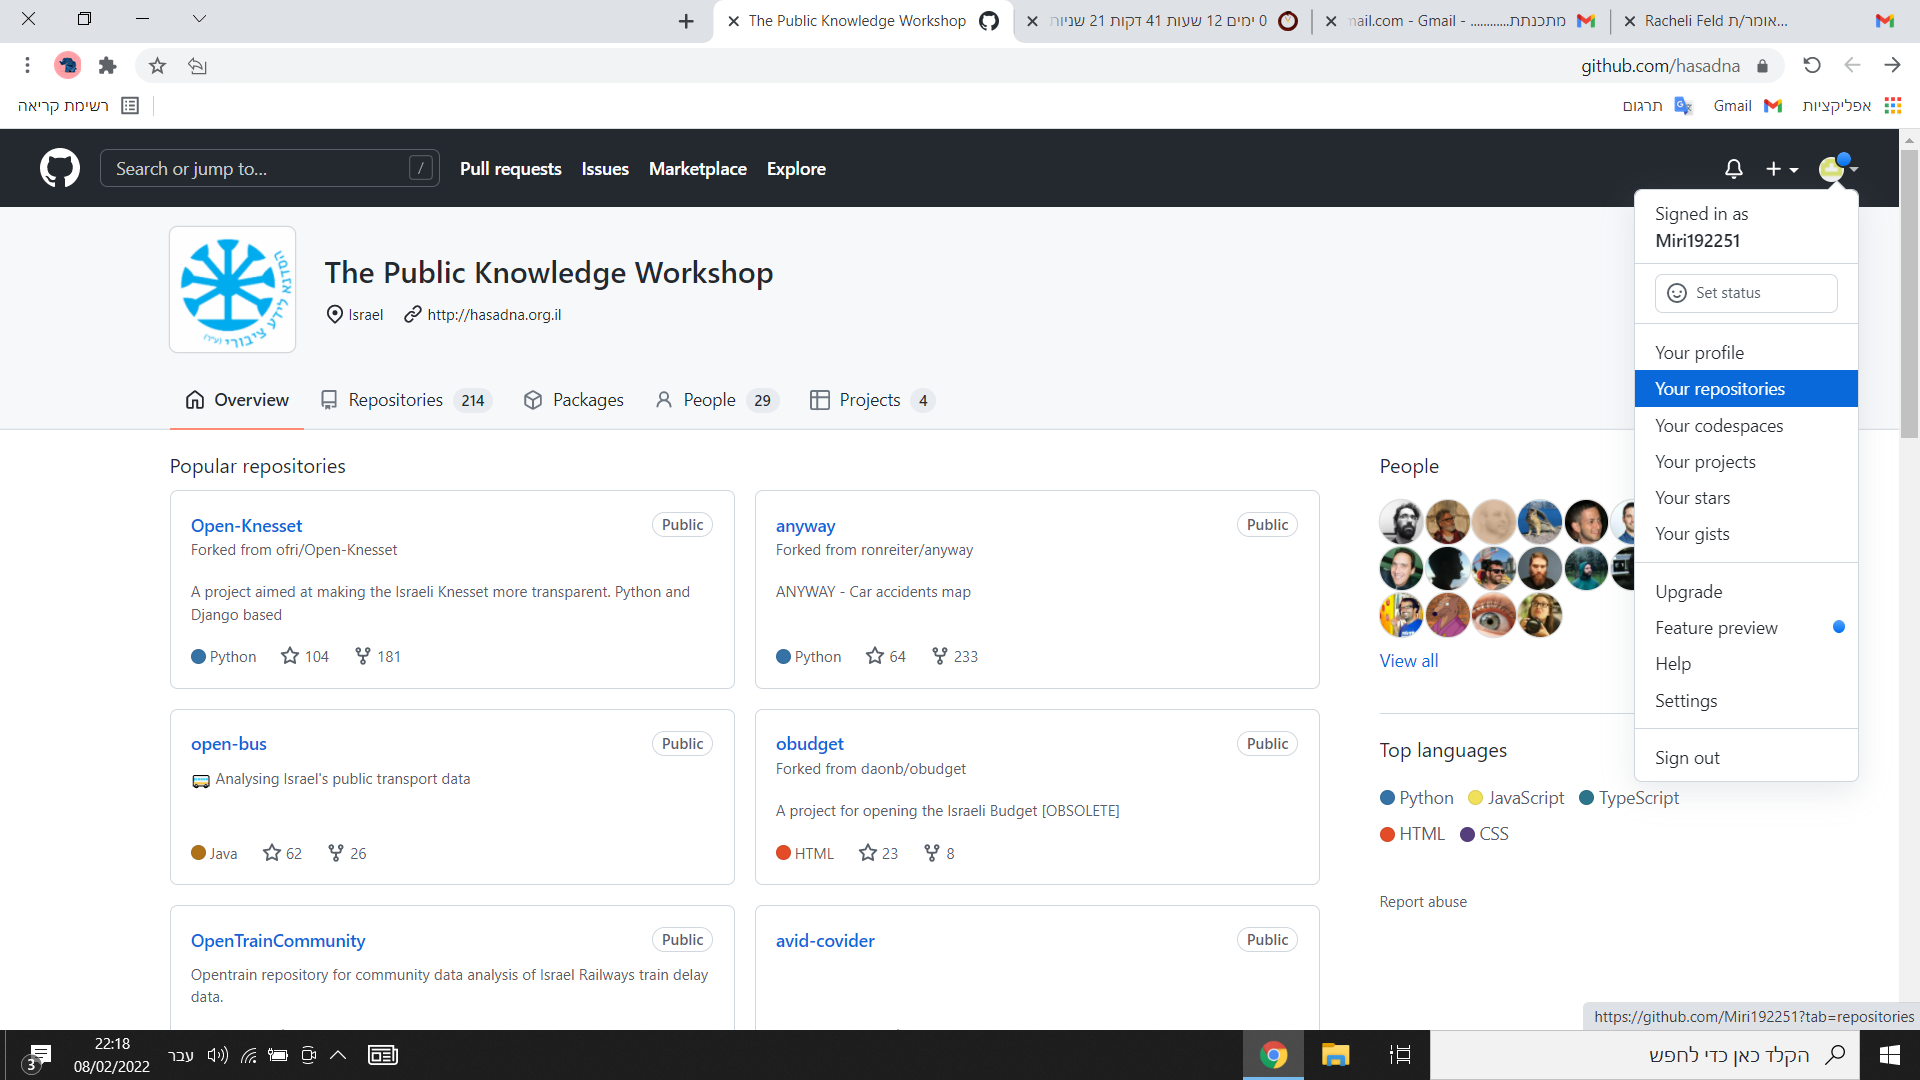 The Public Knowledge Workshop
0 ימים 12 שעות 41 דקות 21 שניות
מתכנתת............ - Gmail - mail.com
Racheli Feld אומר/ת...
github.com/hasadna
רשימת קריאה
תרגום
Gmail
אפליקציות
Search or jump to...
/
Pull requests
Issues
Marketplace
Explore
Signed in as
Miri192251
Set status
Your profile
Your repositories
Your codespaces
Your projects
Your stars
Your gists
Upgrade
Feature preview
Help
Settings
Sign out
הסדנא לידע ציבורי (ע״ר)
The Public Knowledge Workshop
Israel
http://hasadna.org.il
Overview
Repositories 214
Packages
People 29
Projects 4
Popular repositories
Open-Knesset
Public
Forked from ofri/Open-Knesset
A project aimed at making the Israeli Knesset more transparent. Python and
Django based
Python 104 181
anyway
Public
Forked from ronreiter/anyway
ANYWAY - Car accidents map
Python 64 233
open-bus
Public
Analysing Israel's public transport data
Java 62 26
obudget
Public
Forked from daonb/obudget
A project for opening the Israeli Budget [OBSOLETE]
HTML 23 8
OpenTrainCommunity
Public
Opentrain repository for community data analysis of Israel Railways train delay
data.
avid-covider
Public
People
View all
Top languages
Python JavaScript TypeScript
HTML CSS
Report abuse
https://github.com/Miri192251?tab=repositories
3
22:18
08/02/2022
עבר
הקלד כאן כדי לחפש